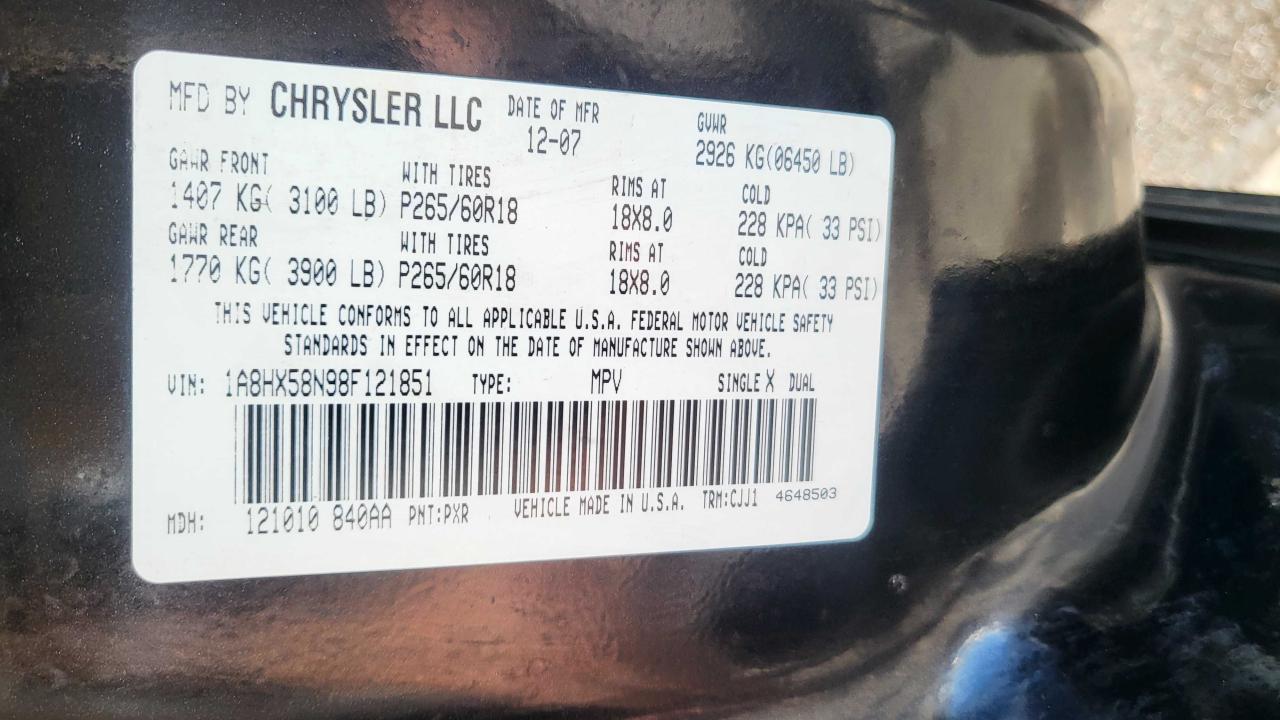 MFD BY CHRYSLER LLC DATE OF MFR GVWR
12-07 2926 KG(06450 LB)
GAWR FRONT WITH TIRES RIMS AT COLD
1407 KG( 3100 LB) P265/60R18 18X8.0 228 KPA( 33 PSI)
GAWR REAR WITH TIRES RIMS AT COLD
1770 KG( 3900 LB) P265/60R18 18X8.0 228 KPA( 33 PSI)
THIS VEHICLE CONFORMS TO ALL APPLICABLE U.S.A. FEDERAL MOTOR VEHICLE SAFETY
STANDARDS IN EFFECT ON THE DATE OF MANUFACTURE SHOWN ABOVE.
VIN: 1A8HX58N98F121851 TYPE: MPV SINGLE X DUAL
MDH: 121010 840AA PNT:PXR VEHICLE MADE IN U.S.A. TRM:CJJ1 4648503